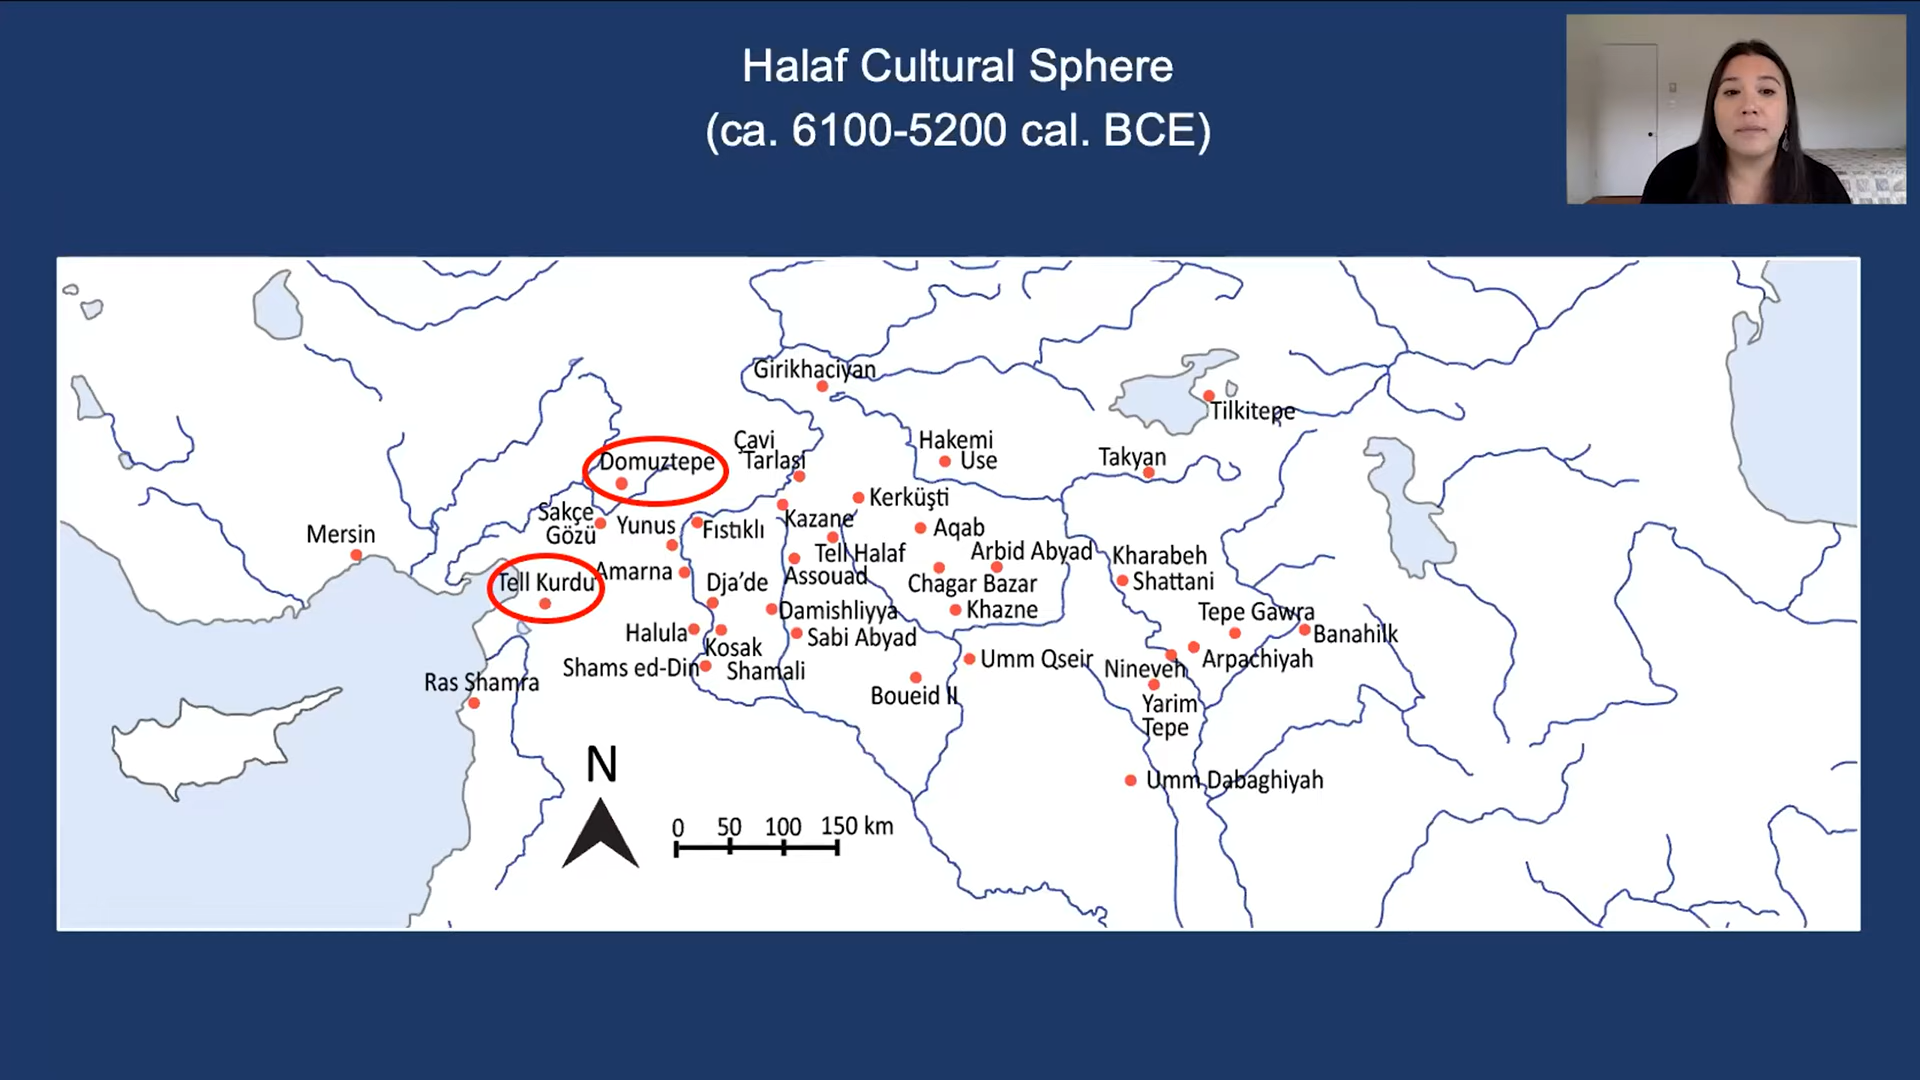 Halaf Cultural Sphere
(ca. 6100-5200 cal. BCE)
Girikhaciyan
Tilkitepe
Çavi
Tarlasi
Hakemi
Use
Domuztepe
Takyan
Kerküşti
Sakçe
Gözü
Yunus
Fıstıklı
Kazane
Aqab
Mersin
Tell Halaf
Arbid Abyad
Kharabeh
Shattani
Tell Kurdu
Amarna
Dja'de
Assouad
Chagar Bazar
Damishliyya
Khazne
Tepe Gawra
Halula
Kosak
Shamali
Sabi Abyad
Banahilk
Shams ed-Din
Umm Qseir
Nineveh
Arpachiyah
Ras Shamra
Boueid II
Yarim
Tepe
N
Umm Dabaghiyah
0 50 100 150 km